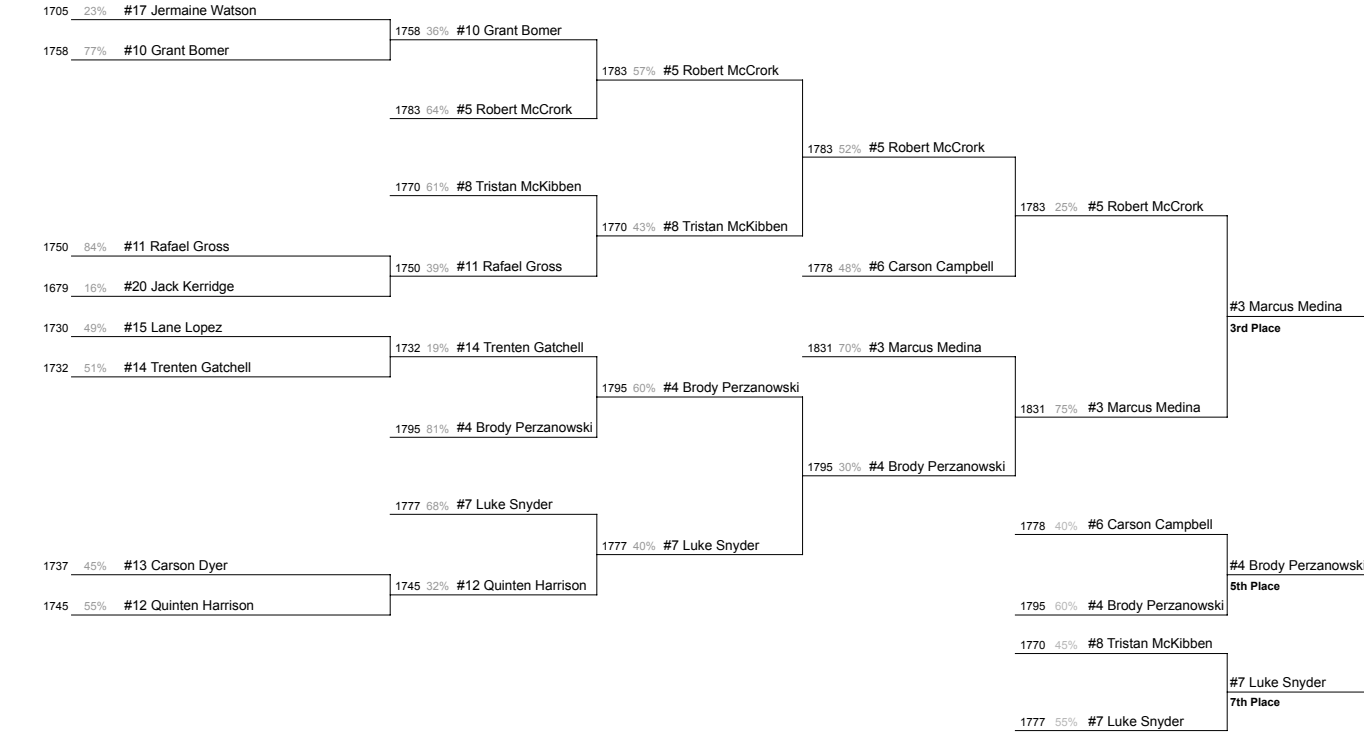 1705 23% #17 Jermaine Watson
1758 36% #10 Grant Bomer
1758 77% #10 Grant Bomer
1783 57% #5 Robert McCrork
1783 64% #5 Robert McCrork
1783 52% #5 Robert McCrork
1770 61% #8 Tristan McKibben
1783 25% #5 Robert McCrork
1770 43% #8 Tristan McKibben
1750 84% #11 Rafael Gross
1750 39% #11 Rafael Gross
1778 48% #6 Carson Campbell
1679 16% #20 Jack Kerridge
#3 Marcus Medina
1730 49% #15 Lane Lopez
3rd Place
1732 19% #14 Trenten Gatchell
1831 70% #3 Marcus Medina
1732 51% #14 Trenten Gatchell
1795 60% #4 Brody Perzanowski
1831 75% #3 Marcus Medina
1795 81% #4 Brody Perzanowski
1795 30% #4 Brody Perzanowski
1777 68% #7 Luke Snyder
1778 40% #6 Carson Campbell
1777 40% #7 Luke Snyder
1737 45% #13 Carson Dyer
#4 Brody Perzanowski
1745 32% #12 Quinten Harrison
5th Place
1745 55% #12 Quinten Harrison
1795 60% #4 Brody Perzanowski
1770 45% #8 Tristan McKibben
#7 Luke Snyder
7th Place
1777 55% #7 Luke Snyder